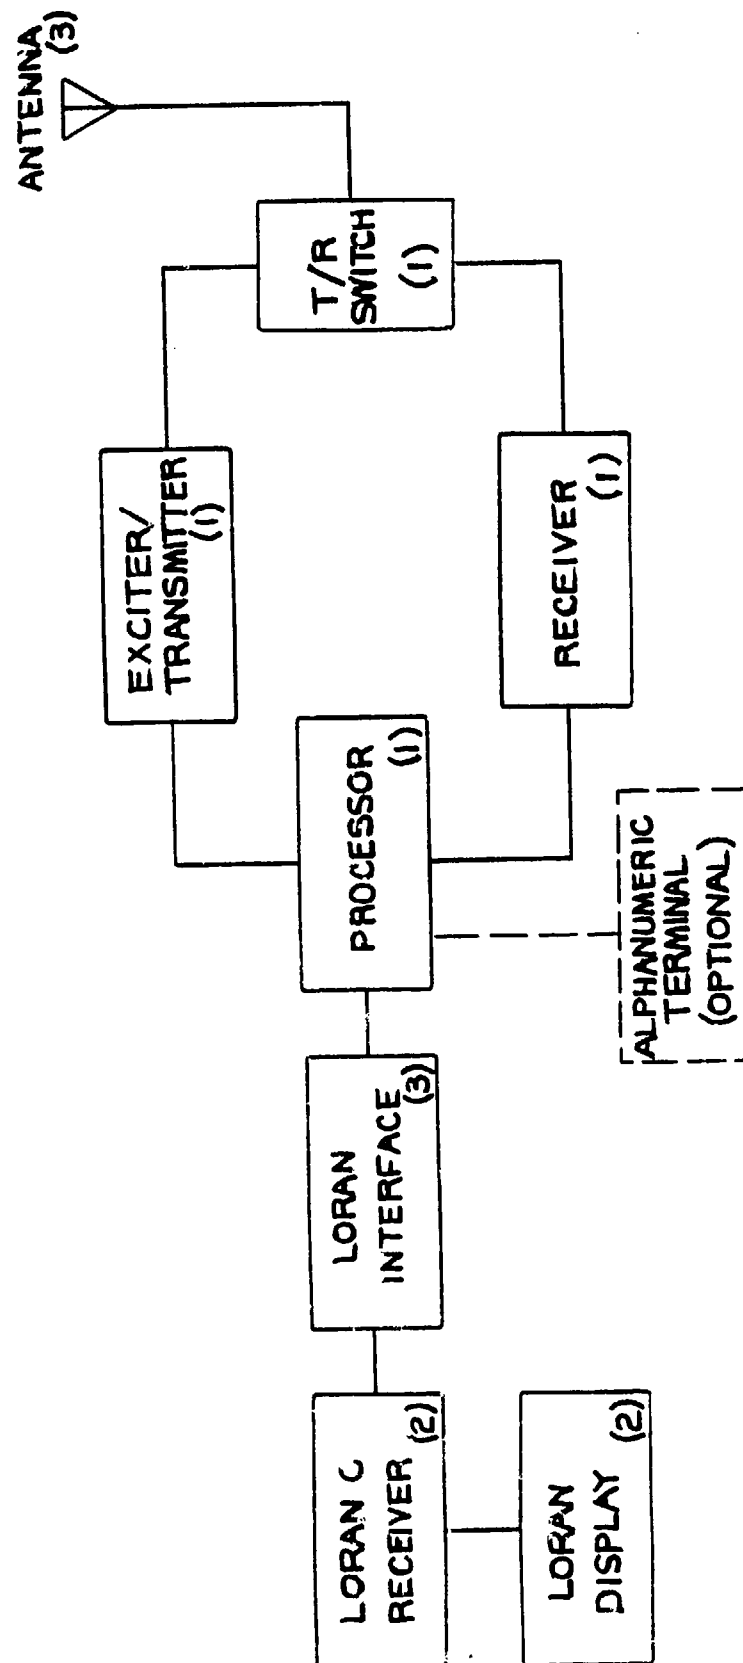 ANTENNA
(3)
T/R
SWITCH
(1)
EXCITER/
TRANSMITTER
(1)
RECEIVER
(1)
PROCESSOR
(1)
ALPHANUMERIC
TERMINAL
(OPTIONAL)
LORAN
INTERFACE
(3)
LORAN C
RECEIVER
(2)
LORAN
DISPLAY
(2)